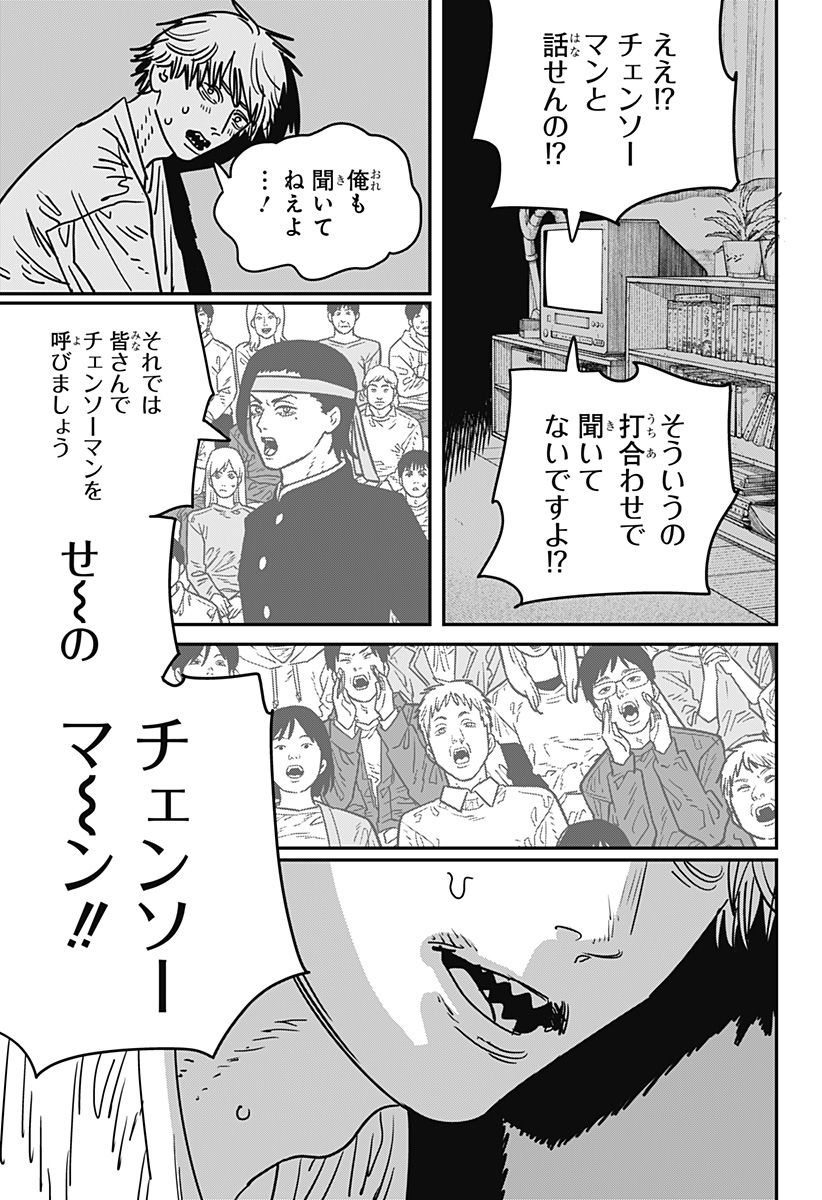 ええ!?
チェンソー
マンと
話せんの!?
そういうの
打合わせで
聞いて
ないですよ!?
俺も
聞いて
ねえよ
…!
それでは
皆さんで
チェンソーマンを
呼びましょう
せ〜の
チェンソー
マ〜ン!!